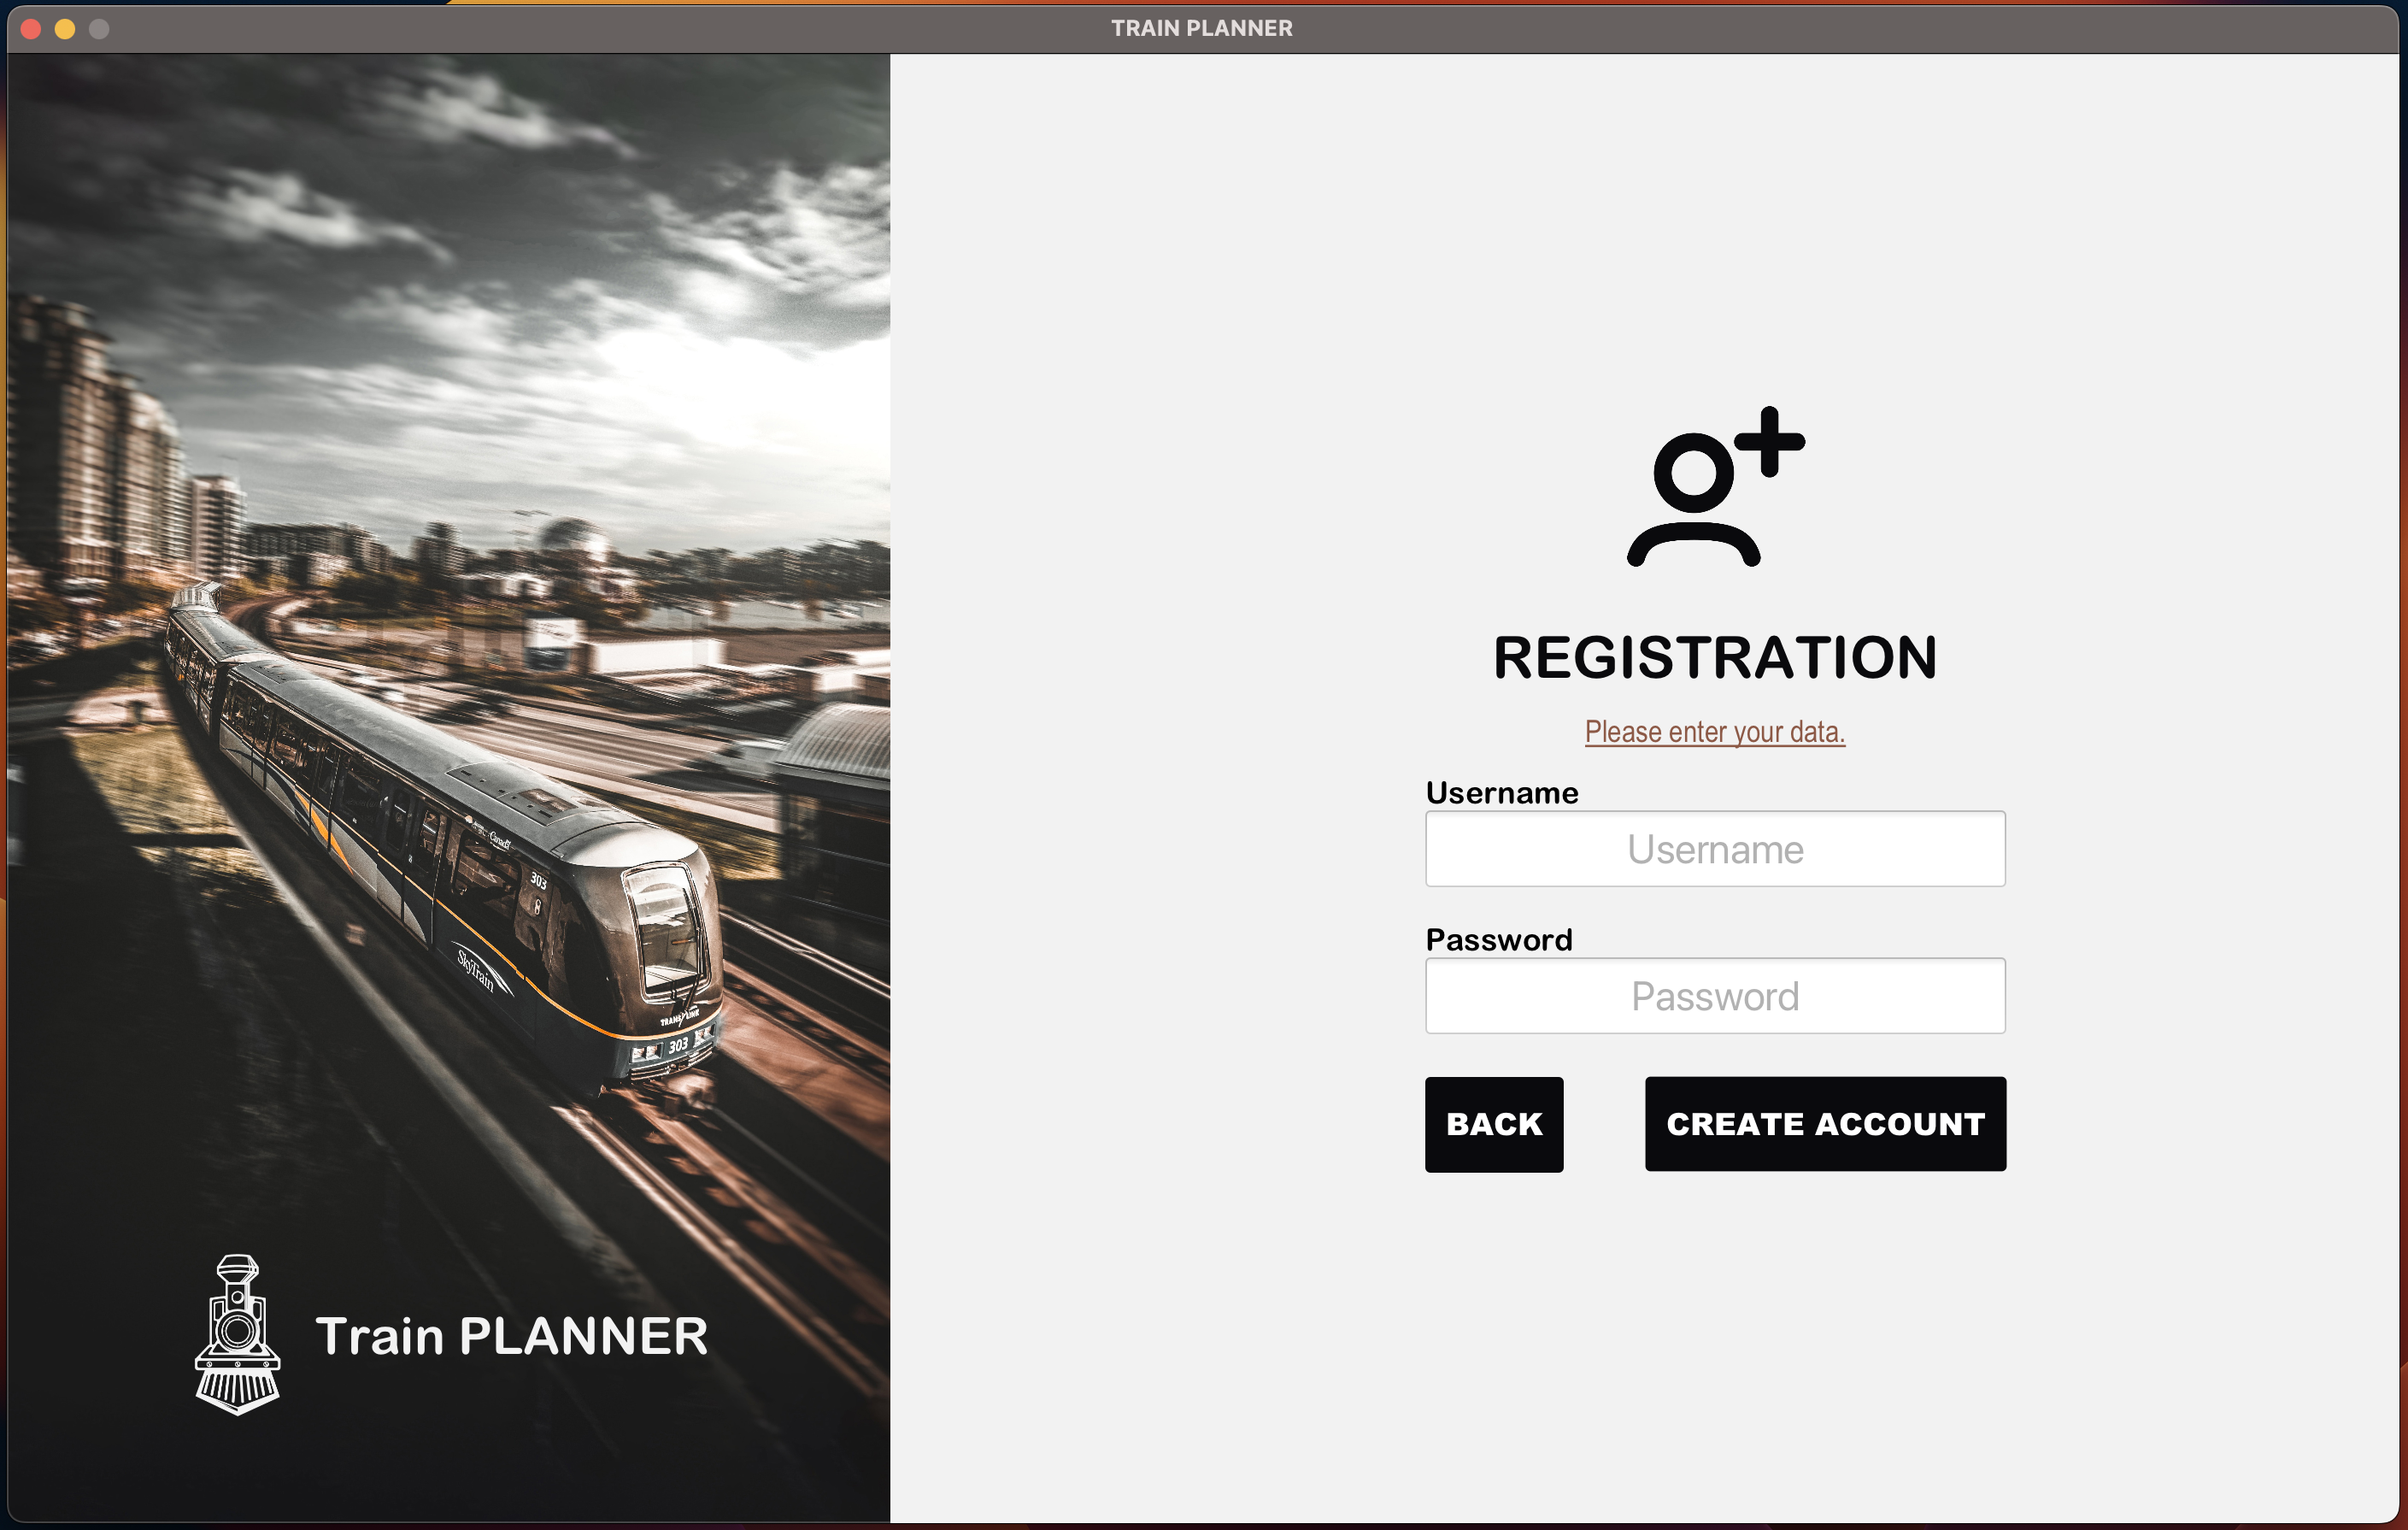 TRAIN PLANNER
303
8
SkyTrain
TRANSLINK
303
Train PLANNER
REGISTRATION
Please enter your data.
Username
Username
Password
Password
BACK
CREATE ACCOUNT